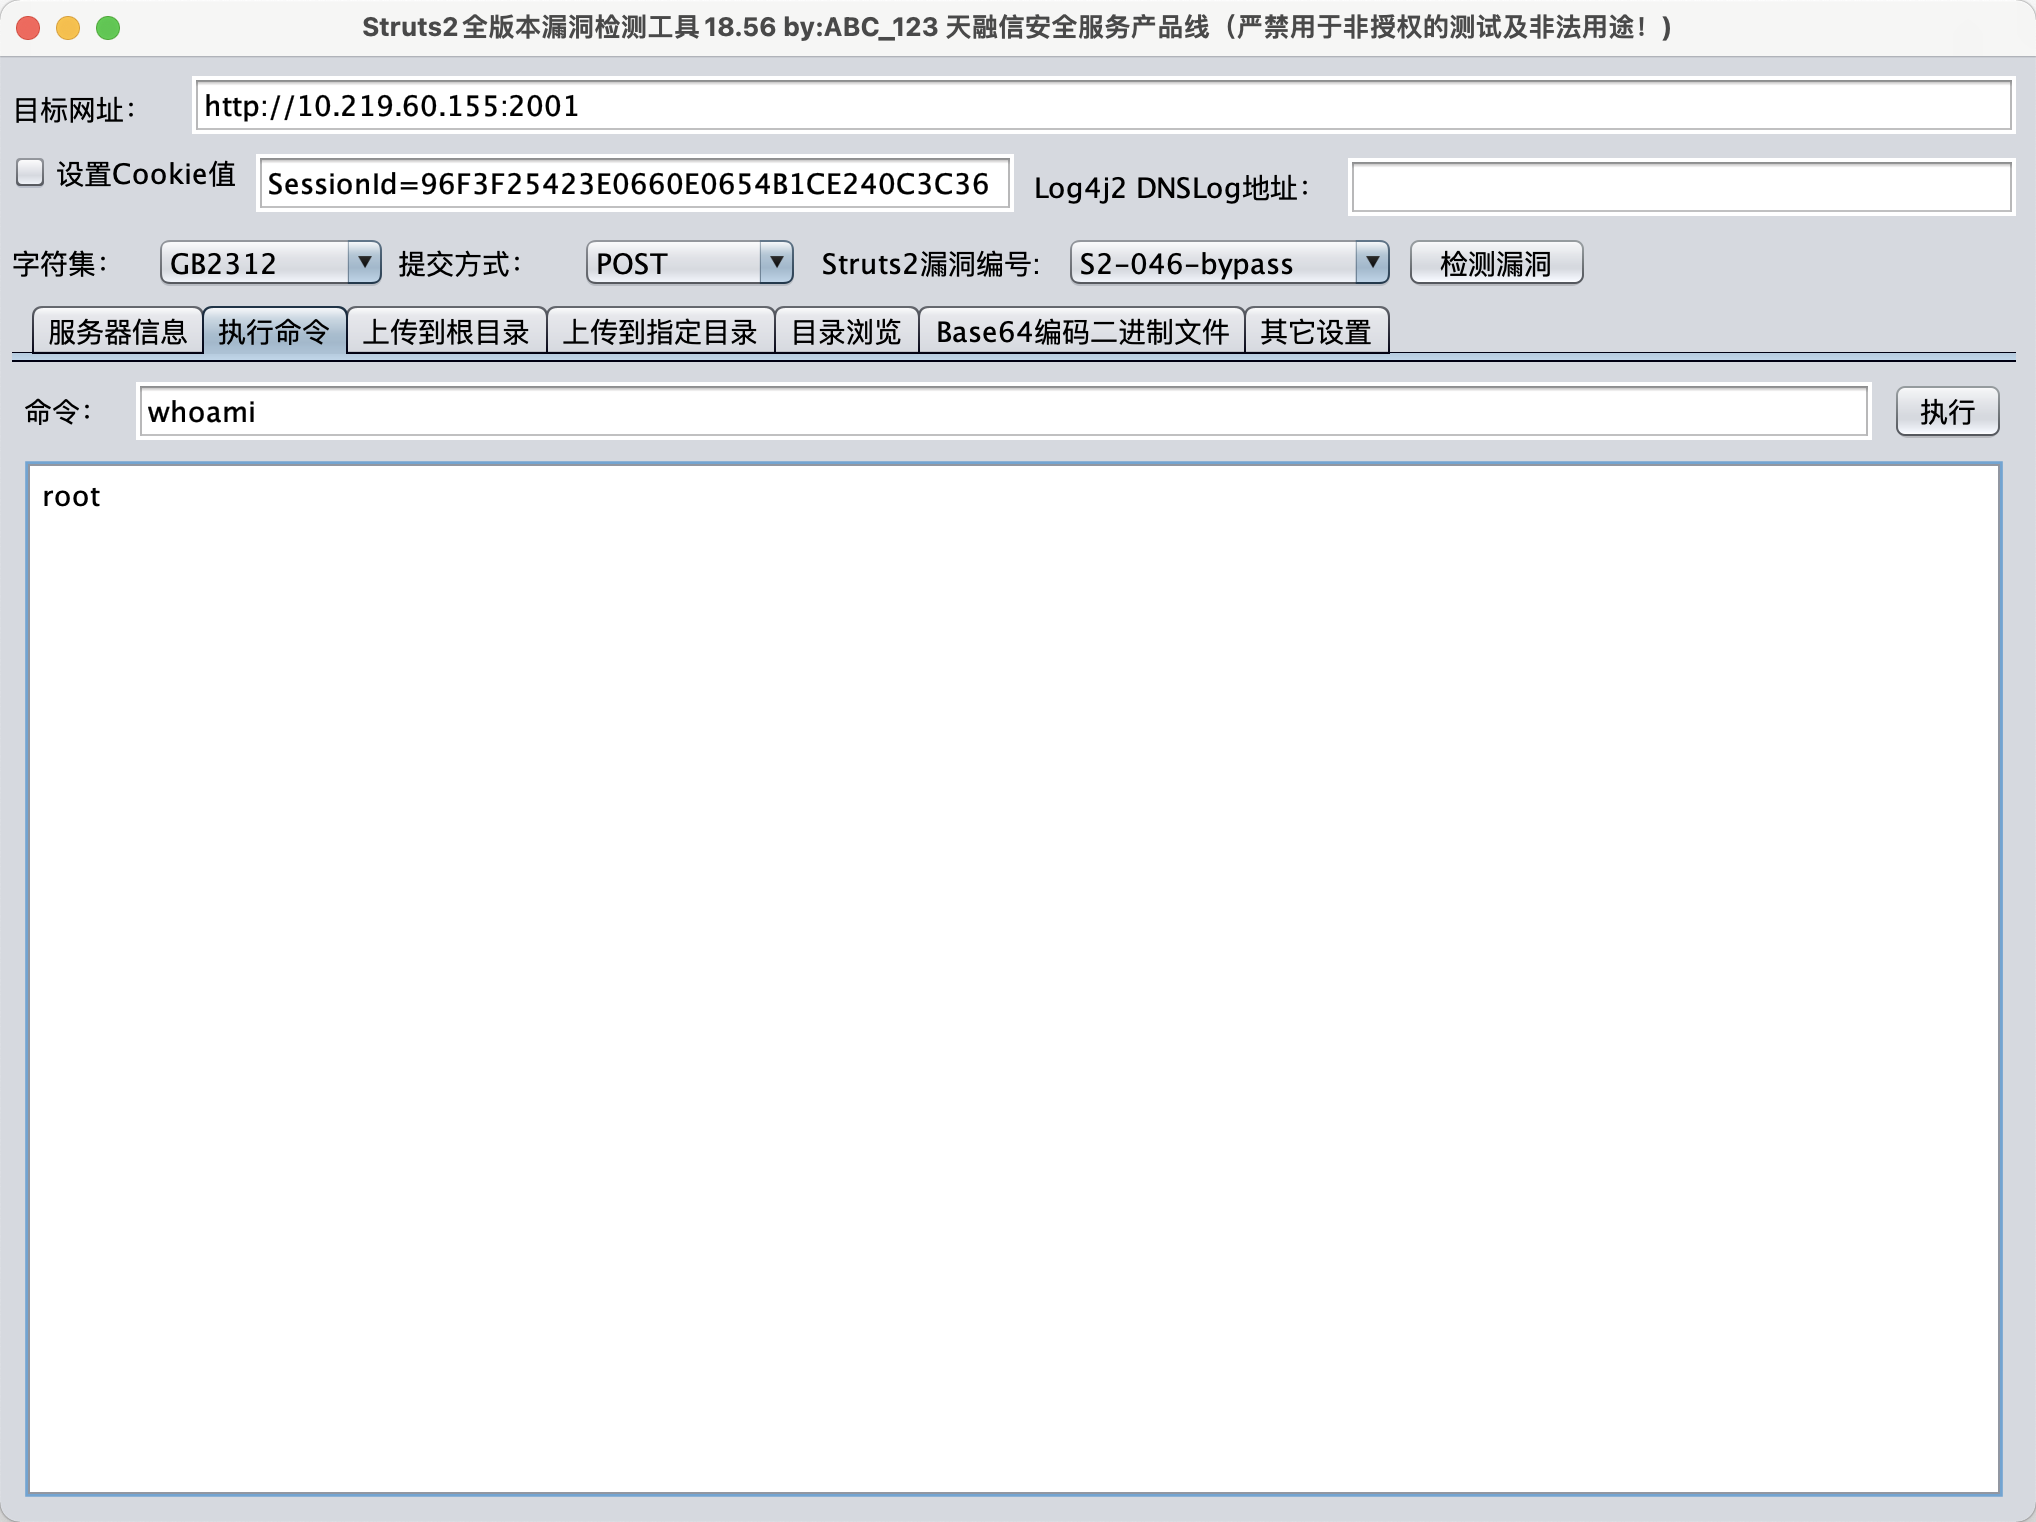 Struts2全版本漏洞检测工具18.56 by:ABC_123 天融信安全服务产品线（严禁用于非授权的测试及非法用途！)
目标网址： http://10.219.60.155:2001
设置Cookie值 SessionId=96F3F25423E0660E0654B1CE240C3C36 Log4j2 DNSLog地址：
字符集： GB2312 提交方式： POST Struts2漏洞编号: S2-046-bypass 检测漏洞
服务器信息 执行命令 上传到根目录 上传到指定目录 目录浏览 Base64编码二进制文件 其它设置
命令： whoami 执行
root